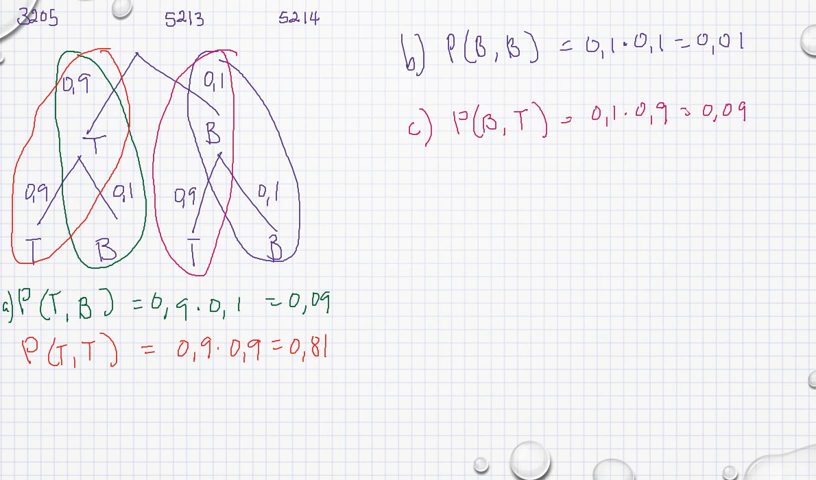 3205 5213 5214
0,9 0,1
T B
0,9 0,1 0,9 0,1
T B T B
a) P(T,B) = 0,9·0,1 = 0,09
P(T,T) = 0,9·0,9 = 0,81
b) P(B,B) = 0,1·0,1 = 0,01
c) P(B,T) = 0,1·0,9 = 0,09